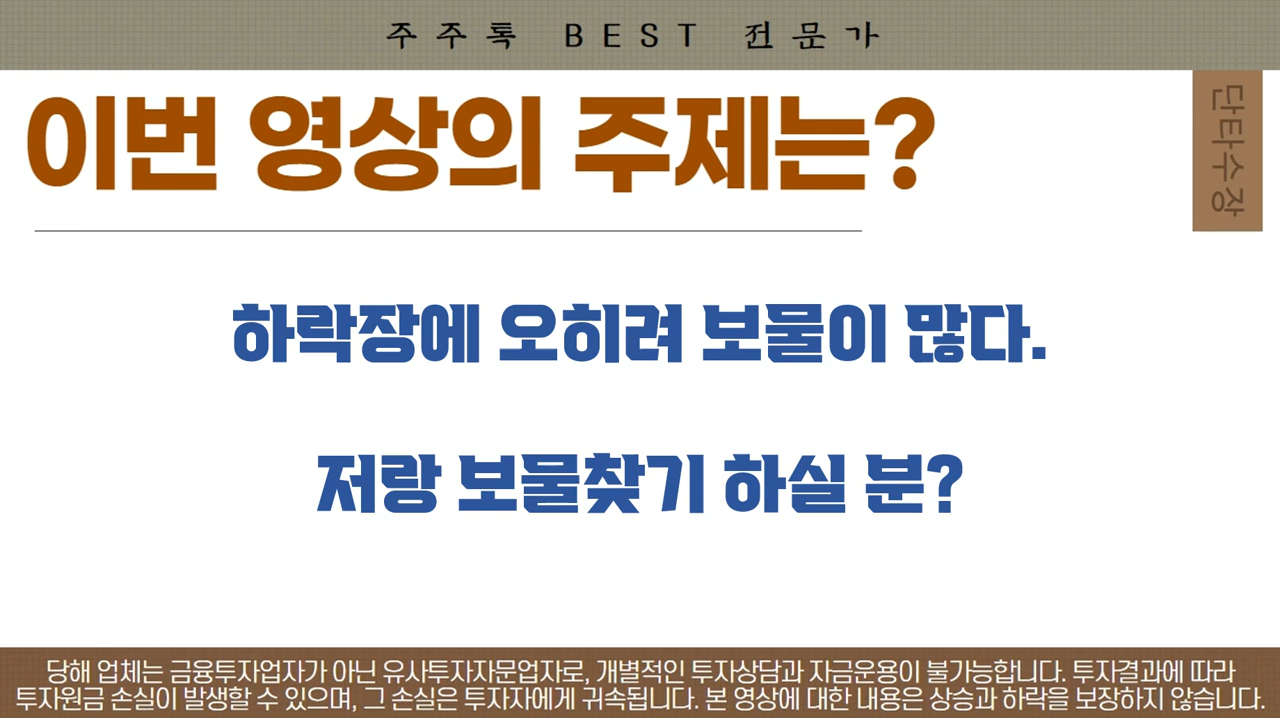 주주톡 BEST 전문가
이번 영상의 주제는?
단타수장
하락장에 오히려 보물이 많다.
저랑 보물찾기 하실 분?
당해 업체는 금융투자업자가 아닌 유사투자자문업자로, 개별적인 투자상담과 자금운용이 불가능합니다. 투자결과에 따라
투자원금 손실이 발생할 수 있으며, 그 손실은 투자자에게 귀속됩니다. 본 영상에 대한 내용은 상승과 하락을 보장하지 않습니다.